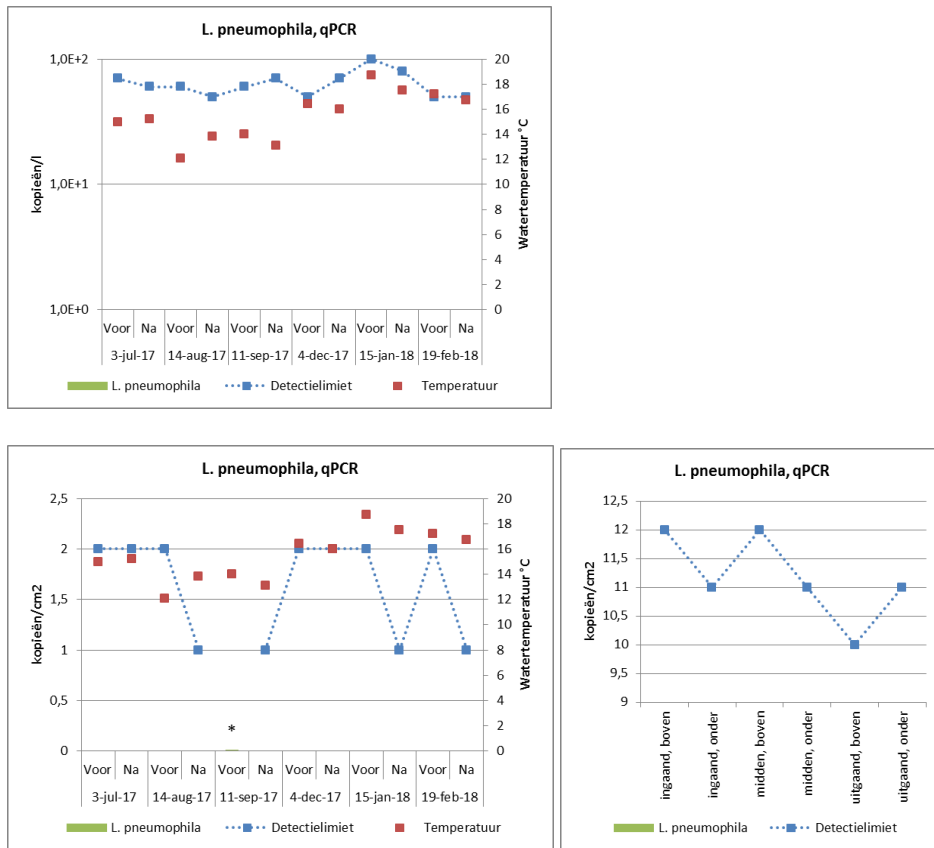 L. pneumophila, qPCR
1,0E+2
1,0E+1
1,0E+0
kopieën/l
20
18
16
14
12
10
8
6
4
2
0
Watertemperatuur °C
Voor Na Voor Na Voor Na Voor Na Voor Na Voor Na
3-jul-17 14-aug-17 11-sep-17 4-dec-17 15-jan-18 19-feb-18
L. pneumophila Detectielimiet Temperatuur
L. pneumophila, qPCR
2,5
2
1,5
1
0,5
0
kopieën/cm2
*
20
18
16
14
12
10
8
6
4
2
0
Watertemperatuur °C
Voor Na Voor Na Voor Na Voor Na Voor Na Voor Na
3-jul-17 14-aug-17 11-sep-17 4-dec-17 15-jan-18 19-feb-18
L. pneumophila Detectielimiet Temperatuur
L. pneumophila, qPCR
12,5
12
11,5
11
10,5
10
9,5
9
kopieën/cm2
ingaand, boven
ingaand, onder
midden, boven
midden, onder
uitgaand, boven
uitgaand, onder
L. pneumophila Detectielimiet